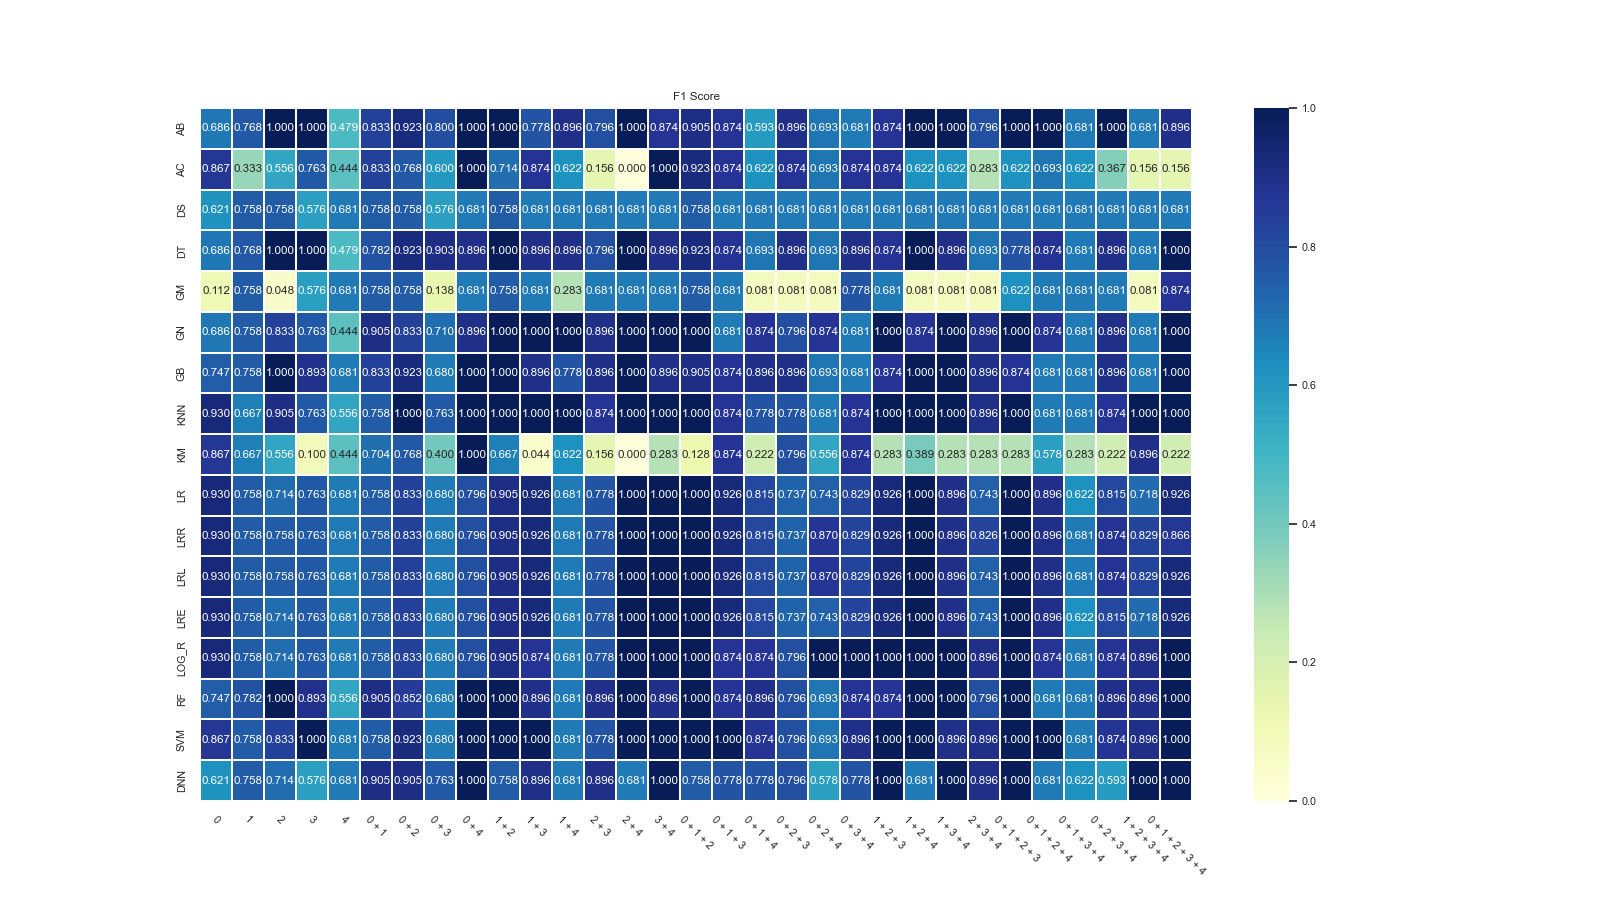 F1 Score
AB 0.686 0.768 1.000 1.000 0.479 0.833 0.923 0.800 1.000 1.000 0.778 0.896 0.796 1.000 0.874 0.905 0.874 0.593 0.896 0.693 0.681 0.874 1.000 1.000 0.796 1.000 1.000 0.681 1.000 0.681 0.896
AC 0.867 0.333 0.556 0.763 0.444 0.833 0.768 0.600 1.000 0.714 0.874 0.622 0.156 0.000 1.000 0.923 0.874 0.622 0.874 0.693 0.874 0.874 0.622 0.622 0.283 0.622 0.693 0.622 0.367 0.156 0.156
DS 0.621 0.758 0.758 0.576 0.681 0.758 0.758 0.576 0.681 0.758 0.681 0.681 0.681 0.681 0.681 0.758 0.681 0.681 0.681 0.681 0.681 0.681 0.681 0.681 0.681 0.681 0.681 0.681 0.681 0.681 0.681
DT 0.686 0.768 1.000 1.000 0.479 0.782 0.923 0.903 0.896 1.000 0.896 0.896 0.796 1.000 0.896 0.923 0.874 0.693 0.896 0.693 0.896 0.874 1.000 0.896 0.693 0.778 0.874 0.681 0.896 0.681 1.000
GM 0.112 0.758 0.048 0.576 0.681 0.758 0.758 0.138 0.681 0.758 0.681 0.283 0.681 0.681 0.681 0.758 0.681 0.081 0.081 0.081 0.778 0.681 0.081 0.081 0.081 0.622 0.681 0.681 0.681 0.081 0.874
GN 0.686 0.758 0.833 0.763 0.444 0.905 0.833 0.710 0.896 1.000 1.000 1.000 0.896 1.000 1.000 1.000 0.681 0.874 0.796 0.874 0.681 1.000 0.874 1.000 0.896 1.000 0.874 0.681 0.896 0.681 1.000
GB 0.747 0.758 1.000 0.893 0.681 0.833 0.923 0.680 1.000 1.000 0.896 0.778 0.896 1.000 0.896 0.905 0.874 0.896 0.896 0.693 0.681 0.874 1.000 1.000 0.896 0.874 0.681 0.681 0.896 0.681 1.000
KNN 0.930 0.667 0.905 0.763 0.556 0.758 1.000 0.763 1.000 1.000 1.000 1.000 0.874 1.000 1.000 1.000 0.874 0.778 0.778 0.681 0.874 1.000 1.000 1.000 0.896 1.000 0.681 0.681 0.874 1.000 1.000
KM 0.867 0.667 0.556 0.100 0.444 0.704 0.768 0.400 1.000 0.667 0.044 0.622 0.156 0.000 0.283 0.128 0.874 0.222 0.796 0.556 0.874 0.283 0.389 0.283 0.283 0.283 0.578 0.283 0.222 0.896 0.222
LR 0.930 0.758 0.714 0.763 0.681 0.758 0.833 0.680 0.796 0.905 0.926 0.681 0.778 1.000 1.000 1.000 0.926 0.815 0.737 0.743 0.829 0.926 1.000 0.896 0.743 1.000 0.896 0.622 0.815 0.718 0.926
LRR 0.930 0.758 0.758 0.763 0.681 0.758 0.833 0.680 0.796 0.905 0.926 0.681 0.778 1.000 1.000 1.000 0.926 0.815 0.737 0.870 0.829 0.926 1.000 0.896 0.826 1.000 0.896 0.681 0.874 0.829 0.866
LRL 0.930 0.758 0.758 0.763 0.681 0.758 0.833 0.680 0.796 0.905 0.926 0.681 0.778 1.000 1.000 1.000 0.926 0.815 0.737 0.870 0.829 0.926 1.000 0.896 0.743 1.000 0.896 0.681 0.874 0.829 0.926
LRE 0.930 0.758 0.714 0.763 0.681 0.758 0.833 0.680 0.796 0.905 0.926 0.681 0.778 1.000 1.000 1.000 0.926 0.815 0.737 0.743 0.829 0.926 1.000 0.896 0.743 1.000 0.896 0.622 0.815 0.718 0.926
LOG_R 0.930 0.758 0.714 0.763 0.681 0.758 0.833 0.680 0.796 0.905 0.874 0.681 0.778 1.000 1.000 1.000 0.874 0.874 0.796 1.000 1.000 1.000 1.000 1.000 0.896 1.000 0.874 0.681 0.874 0.896 1.000
RF 0.747 0.782 1.000 0.893 0.556 0.905 0.852 0.680 1.000 1.000 0.896 0.681 0.896 1.000 0.896 1.000 0.874 0.896 0.796 0.693 0.874 0.874 1.000 1.000 0.796 1.000 0.681 0.681 0.896 0.896 1.000
SVM 0.867 0.758 0.833 1.000 0.681 0.758 0.923 0.680 1.000 1.000 1.000 0.681 0.778 1.000 1.000 1.000 1.000 0.874 0.796 0.693 0.896 1.000 1.000 0.896 0.896 1.000 1.000 0.681 0.874 0.896 1.000
DNN 0.621 0.758 0.714 0.576 0.681 0.905 0.905 0.763 1.000 0.758 0.896 0.681 0.896 0.681 1.000 0.758 0.778 0.778 0.796 0.578 0.778 1.000 0.681 1.000 0.896 1.000 0.681 0.622 0.593 1.000 1.000
0
1
2
3
4
0 + 1
0 + 2
0 + 3
0 + 4
1 + 2
1 + 3
1 + 4
2 + 3
2 + 4
3 + 4
0 + 1 + 2
0 + 1 + 3
0 + 1 + 4
0 + 2 + 3
0 + 2 + 4
0 + 3 + 4
1 + 2 + 3
1 + 2 + 4
1 + 3 + 4
2 + 3 + 4
0 + 1 + 2 + 3
0 + 1 + 2 + 4
0 + 1 + 3 + 4
0 + 2 + 3 + 4
1 + 2 + 3 + 4
0 + 1 + 2 + 3 + 4
1.0
0.8
0.6
0.4
0.2
0.0